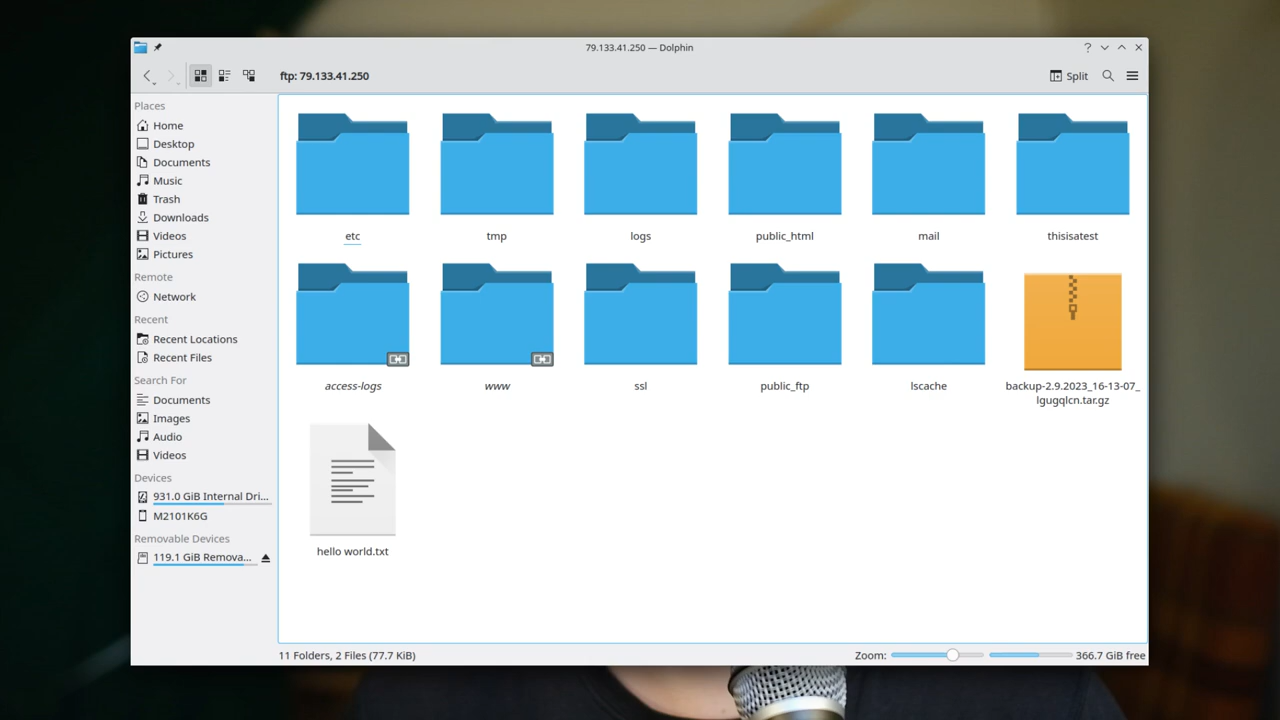 79.133.41.250 — Dolphin
ftp: 79.133.41.250
Split
Places
Home
Desktop
Documents
Music
Trash
Downloads
Videos
Pictures
Remote
Network
Recent
Recent Locations
Recent Files
Search For
Documents
Images
Audio
Videos
Devices
931.0 GiB Internal Dri...
M2101K6G
Removable Devices
119.1 GiB Remova...
etc
tmp
logs
public_html
mail
thisisatest
access-logs
www
ssl
public_ftp
lscache
backup-2.9.2023_16-13-07_
lgugqlcn.tar.gz
hello world.txt
11 Folders, 2 Files (77.7 KiB)
Zoom:
366.7 GiB free